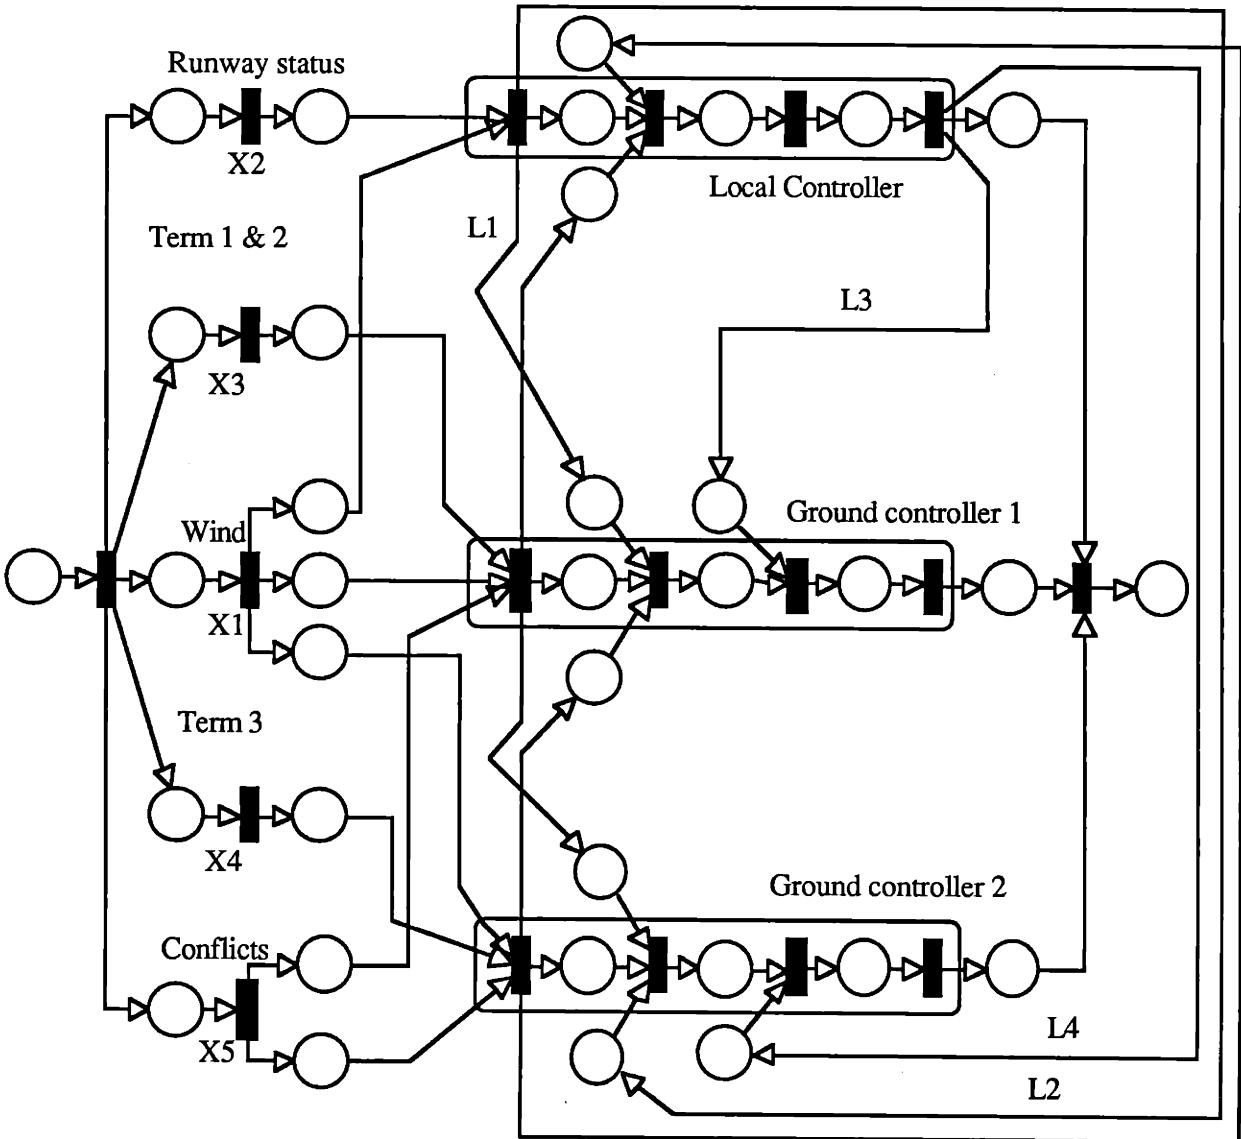 Runway status
X2
Local Controller
L1
Term 1 & 2
L3
X3
Ground controller 1
Wind
X1
Term 3
X4
Ground controller 2
Conflicts
L4
X5
L2